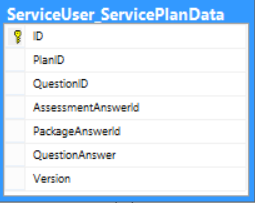 ServiceUser_ServicePlanData
ID
PlanID
QuestionID
AssessmentAnswerId
PackageAnswerId
QuestionAnswer
Version